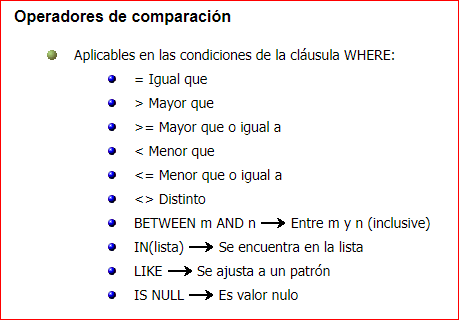 Operadores de comparación
Aplicables en las condiciones de la cláusula WHERE:
= Igual que
> Mayor que
>= Mayor que o igual a
< Menor que
<= Menor que o igual a
<> Distinto
BETWEEN m AND n → Entre m y n (inclusive)
IN(lista) → Se encuentra en la lista
LIKE → Se ajusta a un patrón
IS NULL → Es valor nulo